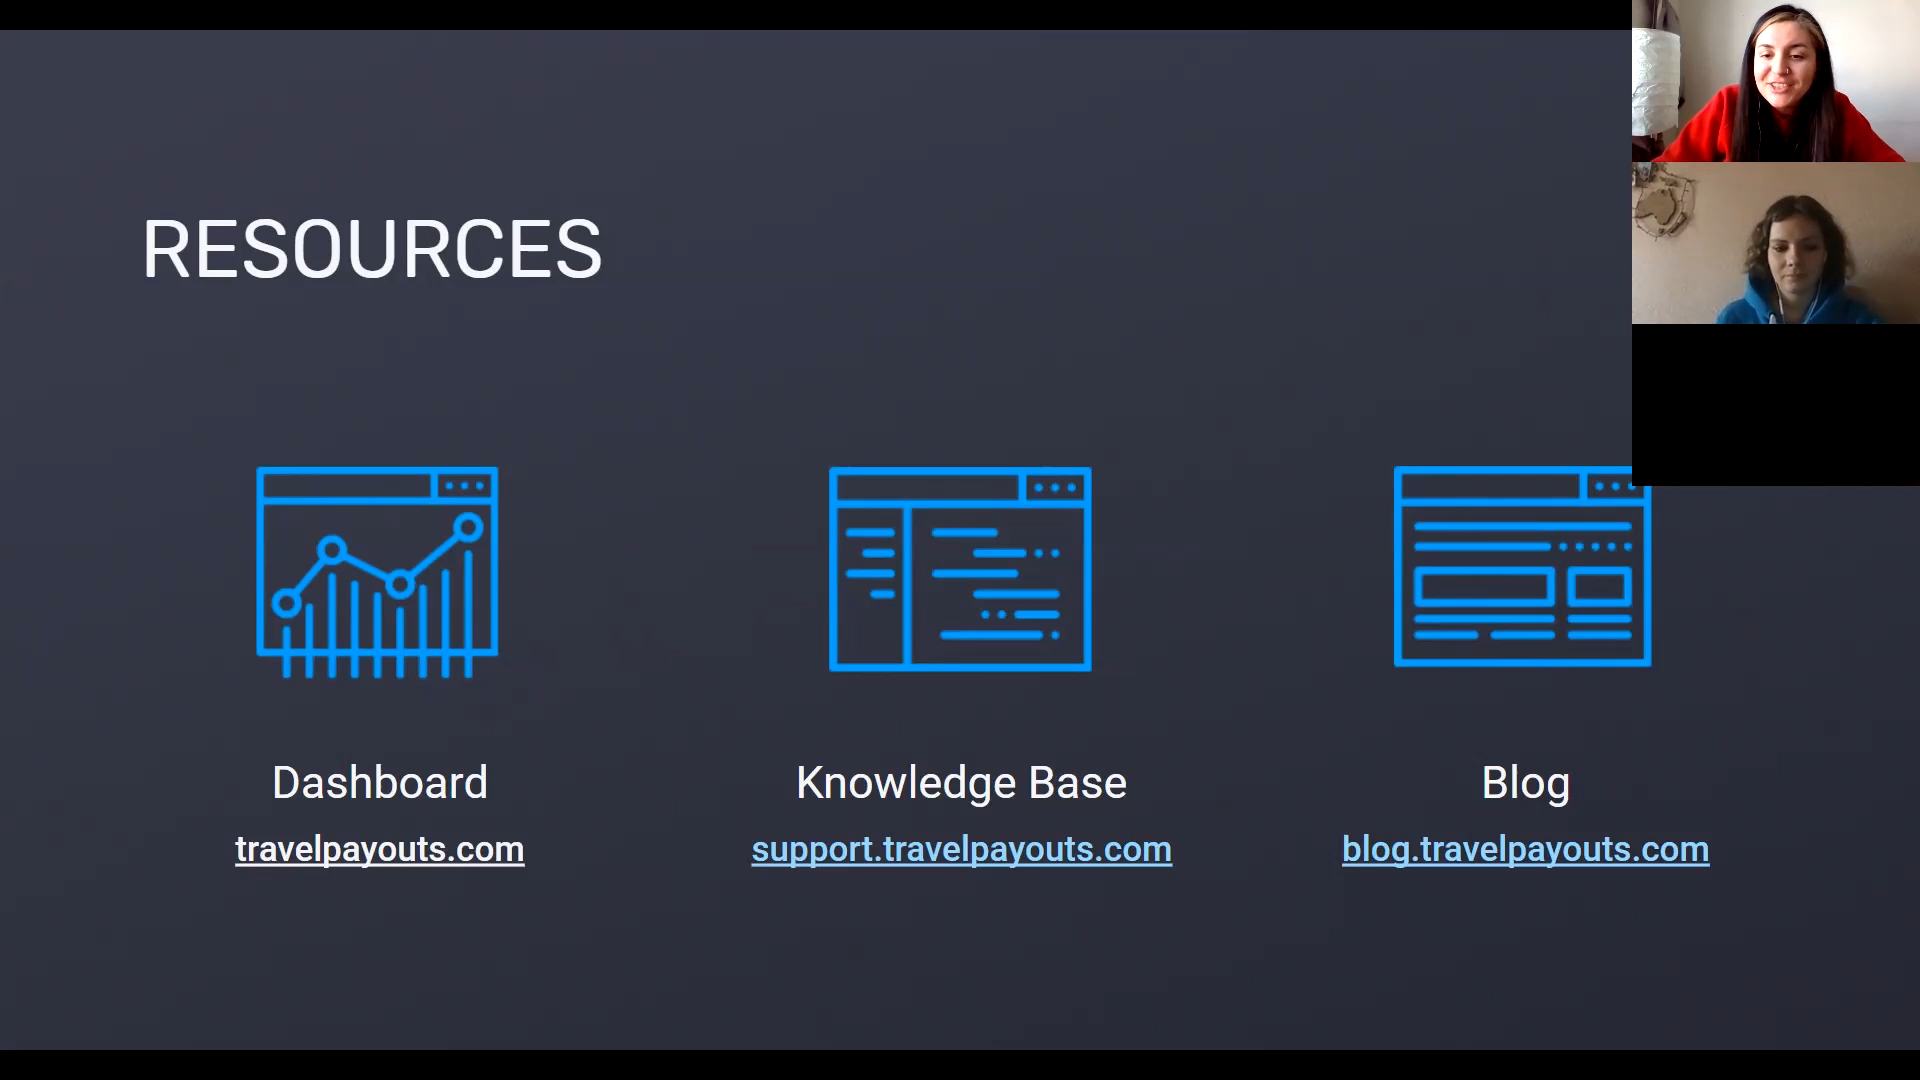 RESOURCES
Dashboard
travelpayouts.com
Knowledge Base
support.travelpayouts.com
Blog
blog.travelpayouts.com